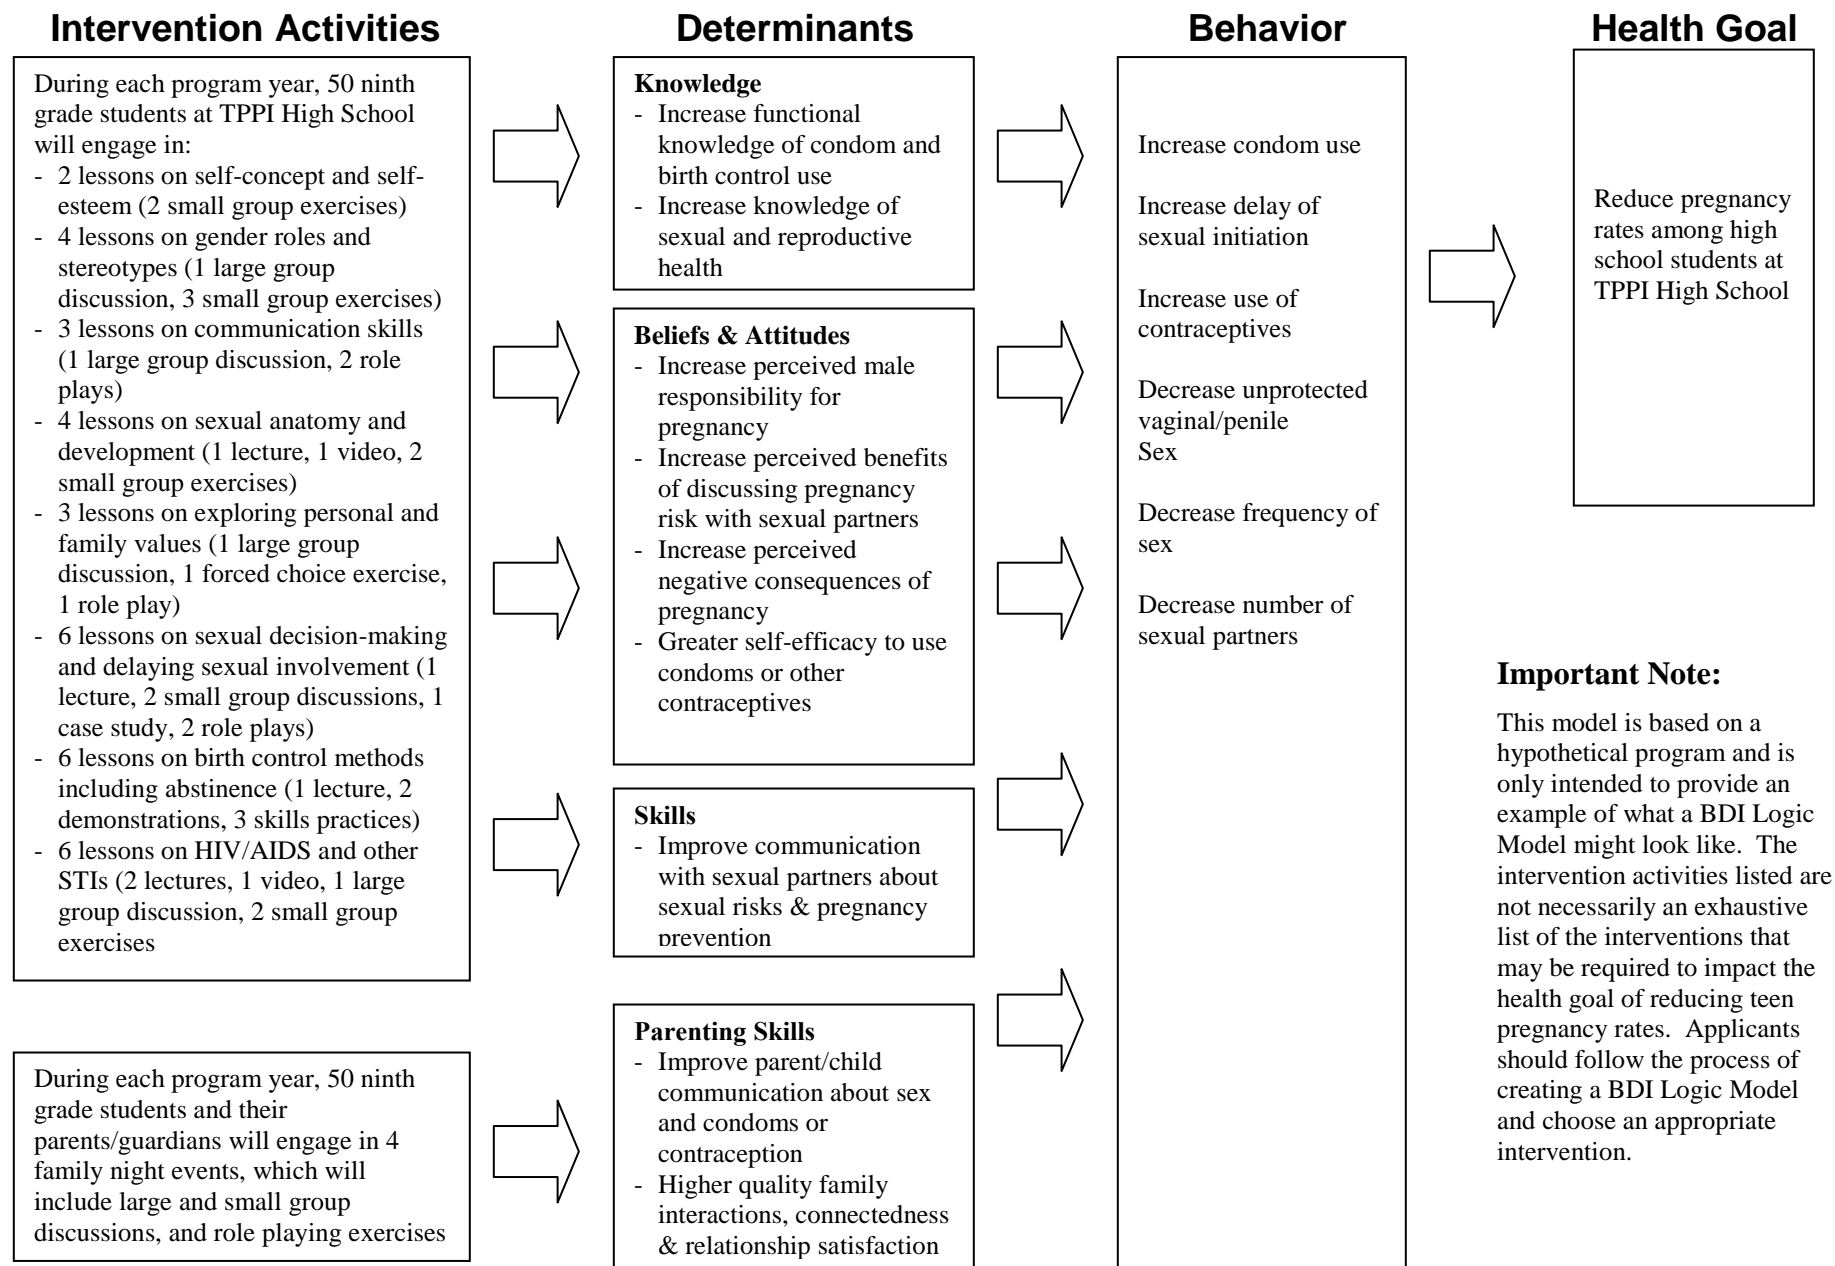 Intervention Activities
During each program year, 50 ninth
grade students at TPPI High School
will engage in:
- 2 lessons on self-concept and self-
esteem (2 small group exercises)
- 4 lessons on gender roles and
stereotypes (1 large group
discussion, 3 small group exercises)
- 3 lessons on communication skills
(1 large group discussion, 2 role
plays)
- 4 lessons on sexual anatomy and
development (1 lecture, 1 video, 2
small group exercises)
- 3 lessons on exploring personal and
family values (1 large group
discussion, 1 forced choice exercise,
1 role play)
- 6 lessons on sexual decision-making
and delaying sexual involvement (1
lecture, 2 small group discussions, 1
case study, 2 role plays)
- 6 lessons on birth control methods
including abstinence (1 lecture, 2
demonstrations, 3 skills practices)
- 6 lessons on HIV/AIDS and other
STIs (2 lectures, 1 video, 1 large
group discussion, 2 small group
exercises
During each program year, 50 ninth
grade students and their
parents/guardians will engage in 4
family night events, which will
include large and small group
discussions, and role playing exercises
Determinants
Knowledge
- Increase functional
knowledge of condom and
birth control use
- Increase knowledge of
sexual and reproductive
health
Beliefs & Attitudes
- Increase perceived male
responsibility for
pregnancy
- Increase perceived benefits
of discussing pregnancy
risk with sexual partners
- Increase perceived
negative consequences of
pregnancy
- Greater self-efficacy to use
condoms or other
contraceptives
Skills
- Improve communication
with sexual partners about
sexual risks & pregnancy
prevention
Parenting Skills
- Improve parent/child
communication about sex
and condoms or
contraception
- Higher quality family
interactions, connectedness
& relationship satisfaction
Behavior
Increase condom use
Increase delay of
sexual initiation
Increase use of
contraceptives
Decrease unprotected
vaginal/penile
Sex
Decrease frequency of
sex
Decrease number of
sexual partners
Health Goal
Reduce pregnancy
rates among high
school students at
TPPI High School
Important Note:
This model is based on a
hypothetical program and is
only intended to provide an
example of what a BDI Logic
Model might look like. The
intervention activities listed are
not necessarily an exhaustive
list of the interventions that
may be required to impact the
health goal of reducing teen
pregnancy rates. Applicants
should follow the process of
creating a BDI Logic Model
and choose an appropriate
intervention.